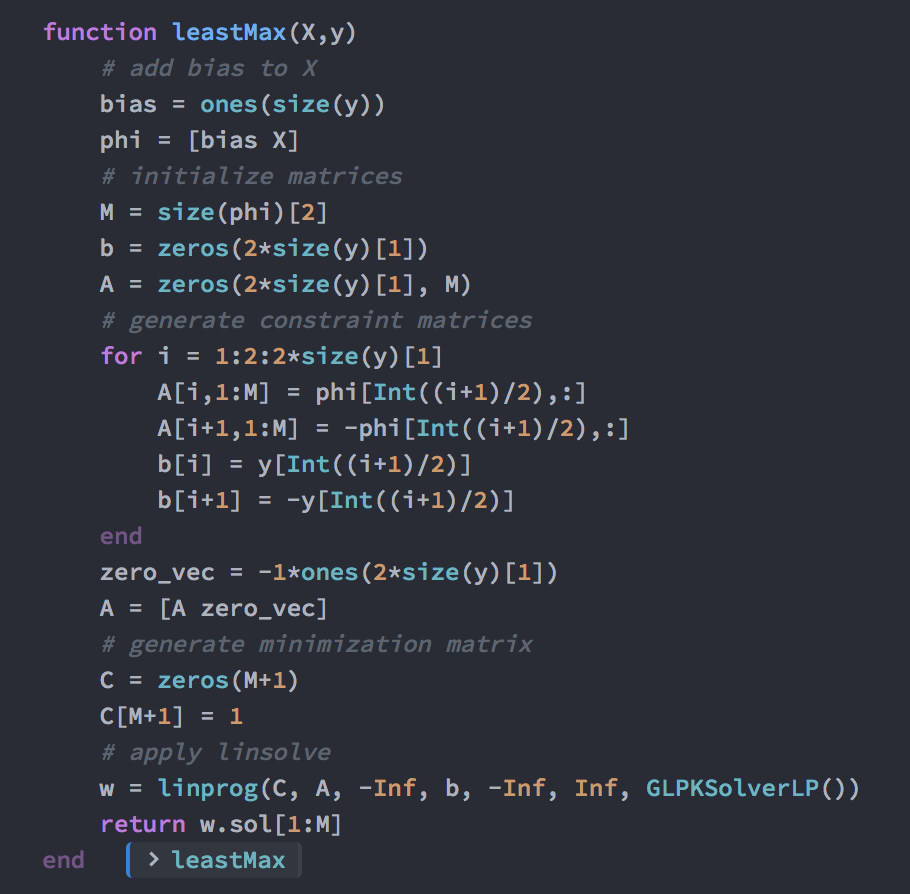 function leastMax(X,y)
    # add bias to X
    bias = ones(size(y))
    phi = [bias X]
    # initialize matrices
    M = size(phi)[2]
    b = zeros(2*size(y)[1])
    A = zeros(2*size(y)[1], M)
    # generate constraint matrices
    for i = 1:2:2*size(y)[1]
        A[i,1:M] = phi[Int((i+1)/2),:]
        A[i+1,1:M] = -phi[Int((i+1)/2),:]
        b[i] = y[Int((i+1)/2)]
        b[i+1] = -y[Int((i+1)/2)]
    end
    zero_vec = -1*ones(2*size(y)[1])
    A = [A zero_vec]
    # generate minimization matrix
    C = zeros(M+1)
    C[M+1] = 1
    # apply linsolve
    w = linprog(C, A, -Inf, b, -Inf, Inf, GLPKSolverLP())
    return w.sol[1:M]
end   > leastMax